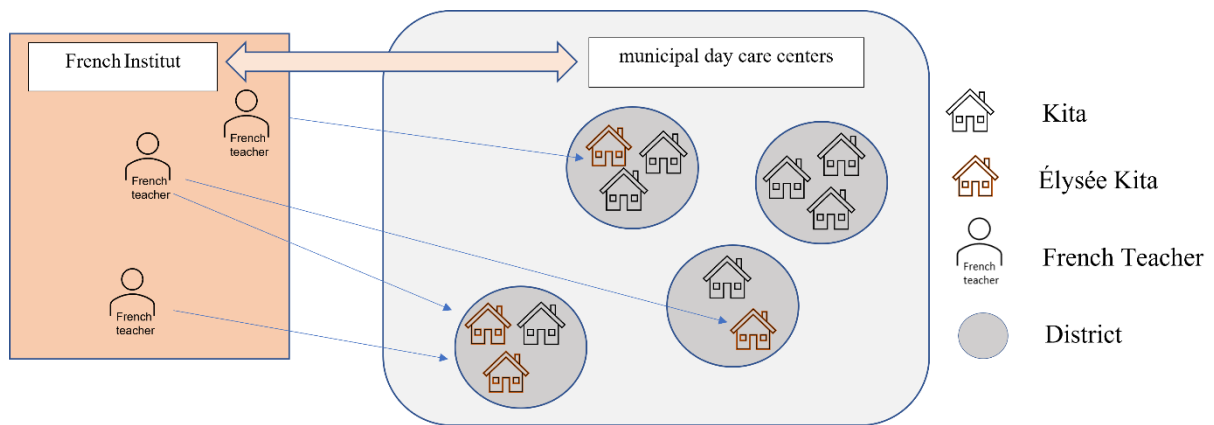 French Institut
municipal day care centers
French
teacher
French
teacher
French
teacher
Kita
Élysée Kita
French
teacher
French Teacher
District